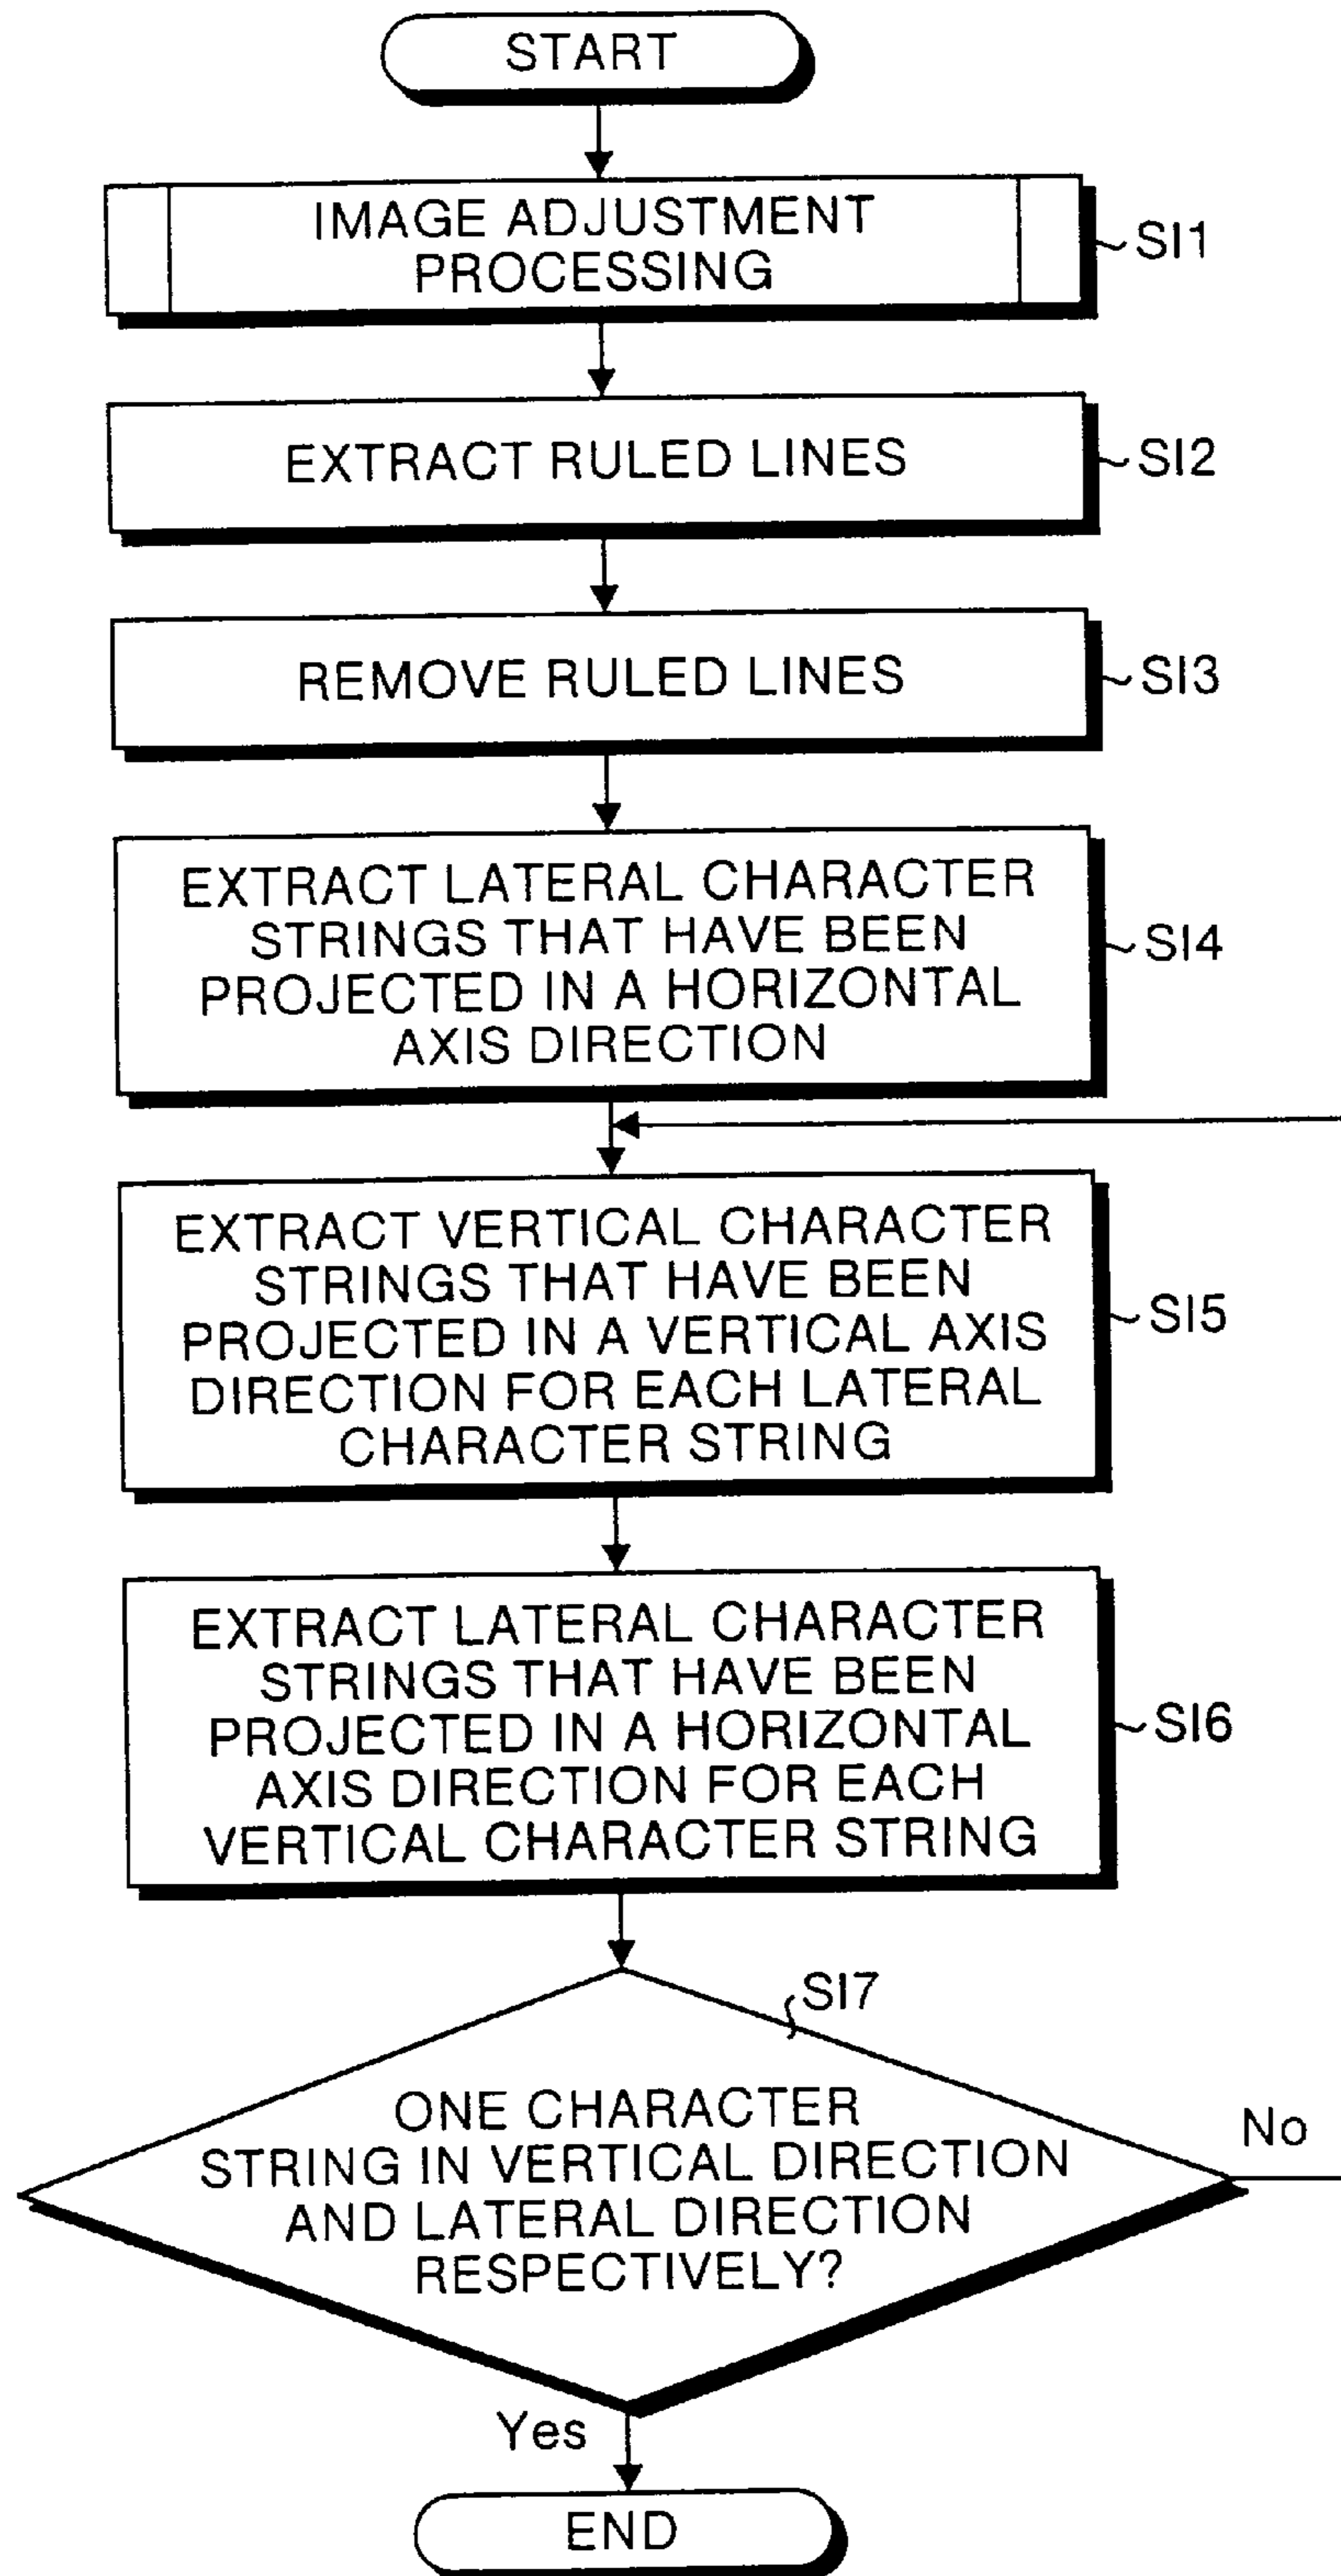 START
IMAGE ADJUSTMENT
PROCESSING
SI1
EXTRACT RULED LINES
SI2
REMOVE RULED LINES
SI3
EXTRACT LATERAL CHARACTER
STRINGS THAT HAVE BEEN
PROJECTED IN A HORIZONTAL
AXIS DIRECTION
SI4
EXTRACT VERTICAL CHARACTER
STRINGS THAT HAVE BEEN
PROJECTED IN A VERTICAL AXIS
DIRECTION FOR EACH LATERAL
CHARACTER STRING
SI5
EXTRACT LATERAL CHARACTER
STRINGS THAT HAVE BEEN
PROJECTED IN A HORIZONTAL
AXIS DIRECTION FOR EACH
VERTICAL CHARACTER STRING
SI6
SI7
ONE CHARACTER
STRING IN VERTICAL DIRECTION
AND LATERAL DIRECTION
RESPECTIVELY?
No
Yes
END